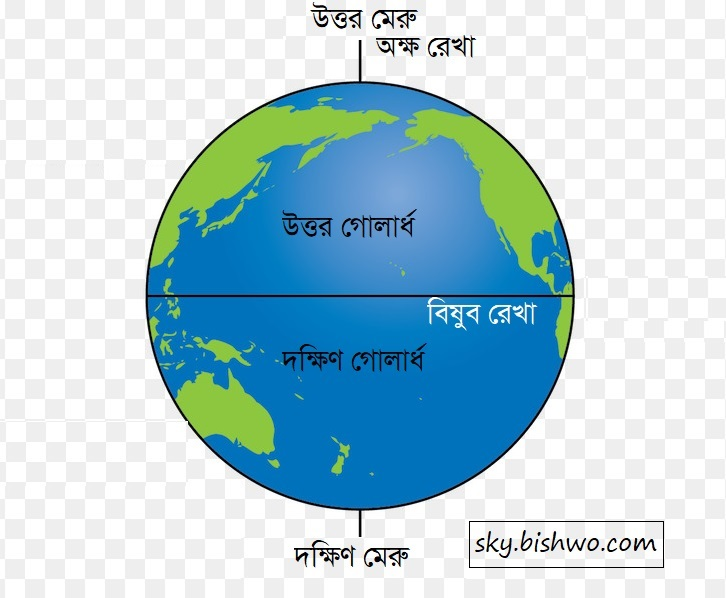 উত্তর মেরু
অক্ষ রেখা
উত্তর গোলার্ধ
বিষুব রেখা
দক্ষিণ গোলার্ধ
দক্ষিণ মেরু
sky.bishwo.com